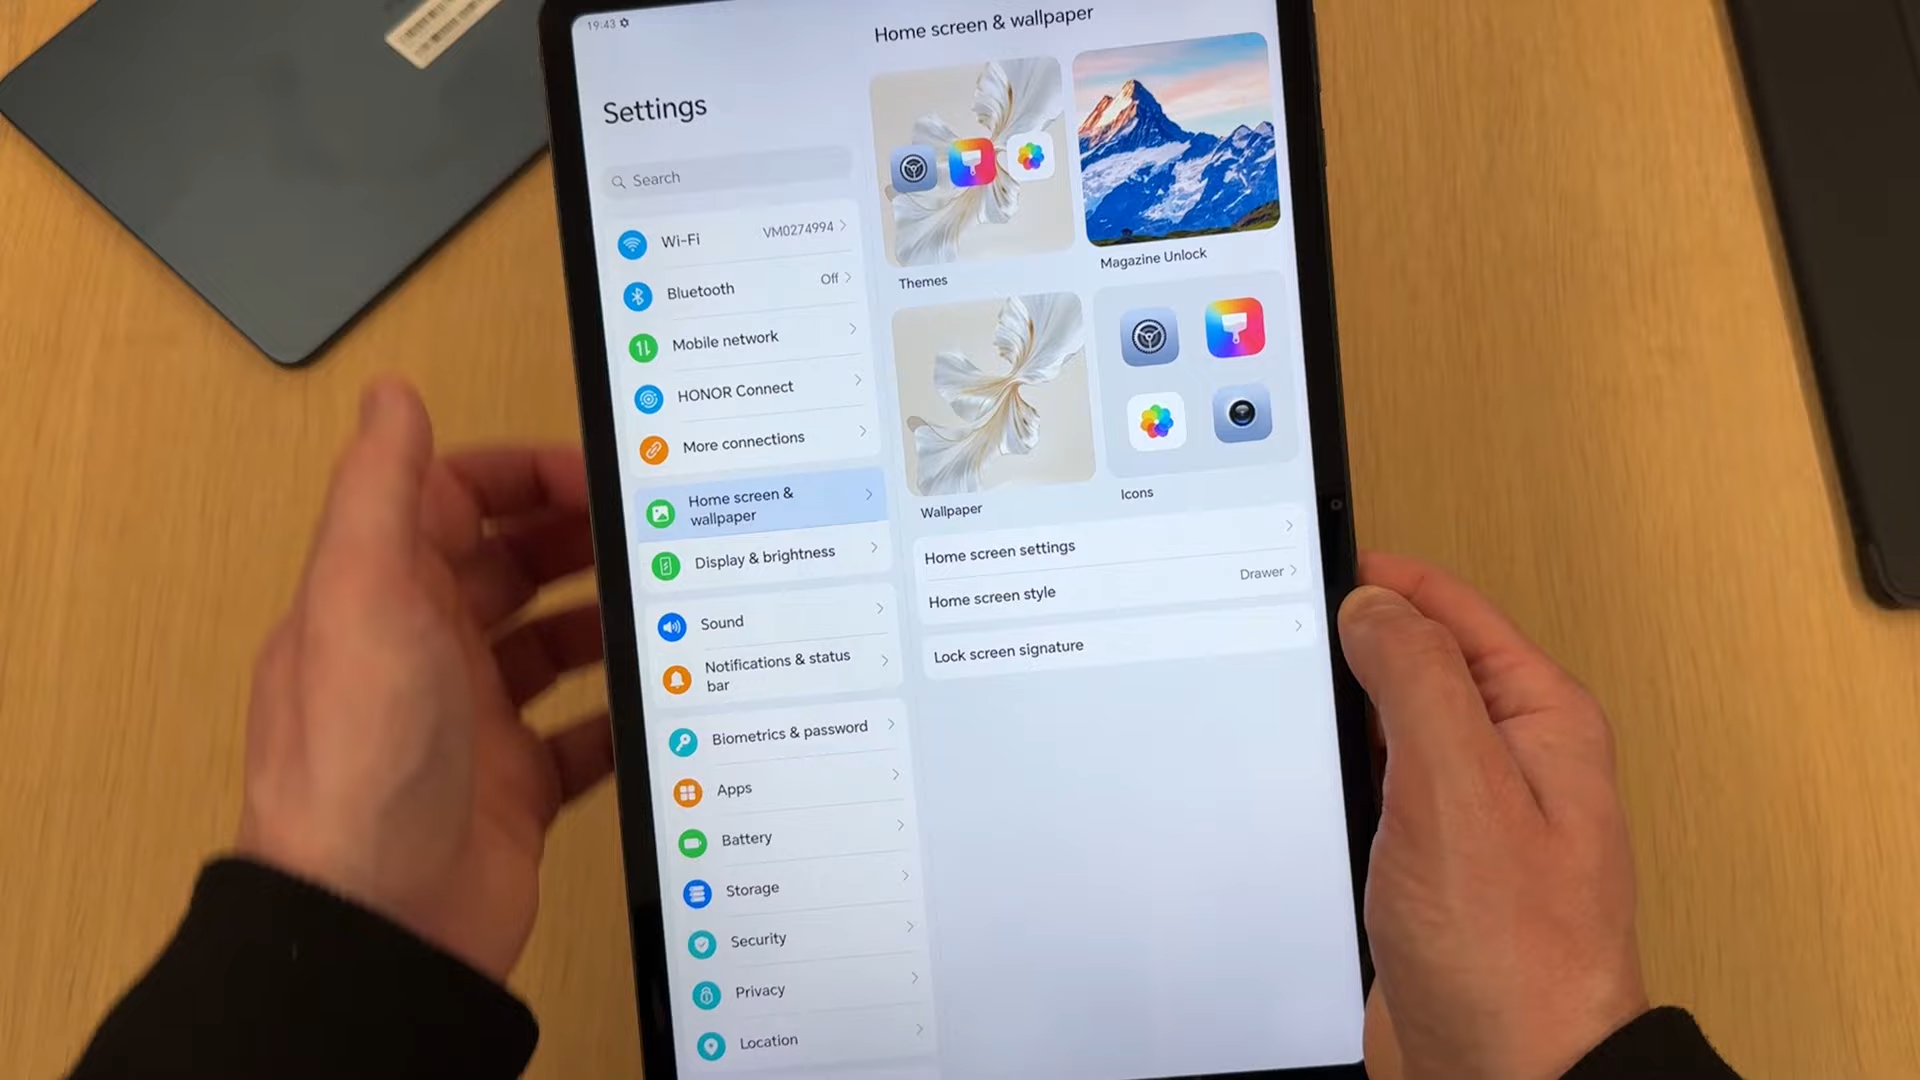 19:43
Settings
Search
Wi-Fi VM0274994
Bluetooth Off
Mobile network
HONOR Connect
More connections
Home screen &
wallpaper
Display & brightness
Sound
Notifications & status
bar
Biometrics & password
Apps
Battery
Storage
Security
Privacy
Location
Home screen & wallpaper
Themes
Magazine Unlock
Wallpaper
Icons
Home screen settings
Home screen style Drawer
Lock screen signature